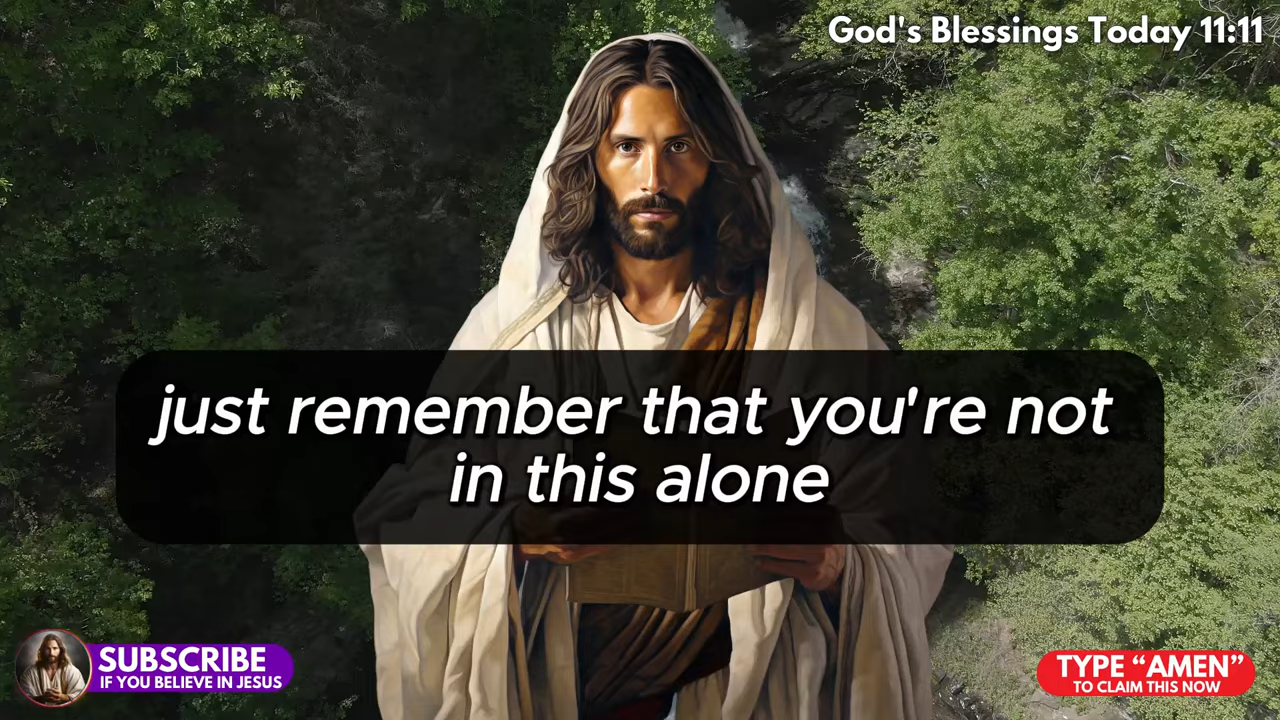 God's Blessings Today 11:11
just remember that you're not
in this alone
SUBSCRIBE
IF YOU BELIEVE IN JESUS
TYPE “AMEN”
TO CLAIM THIS NOW